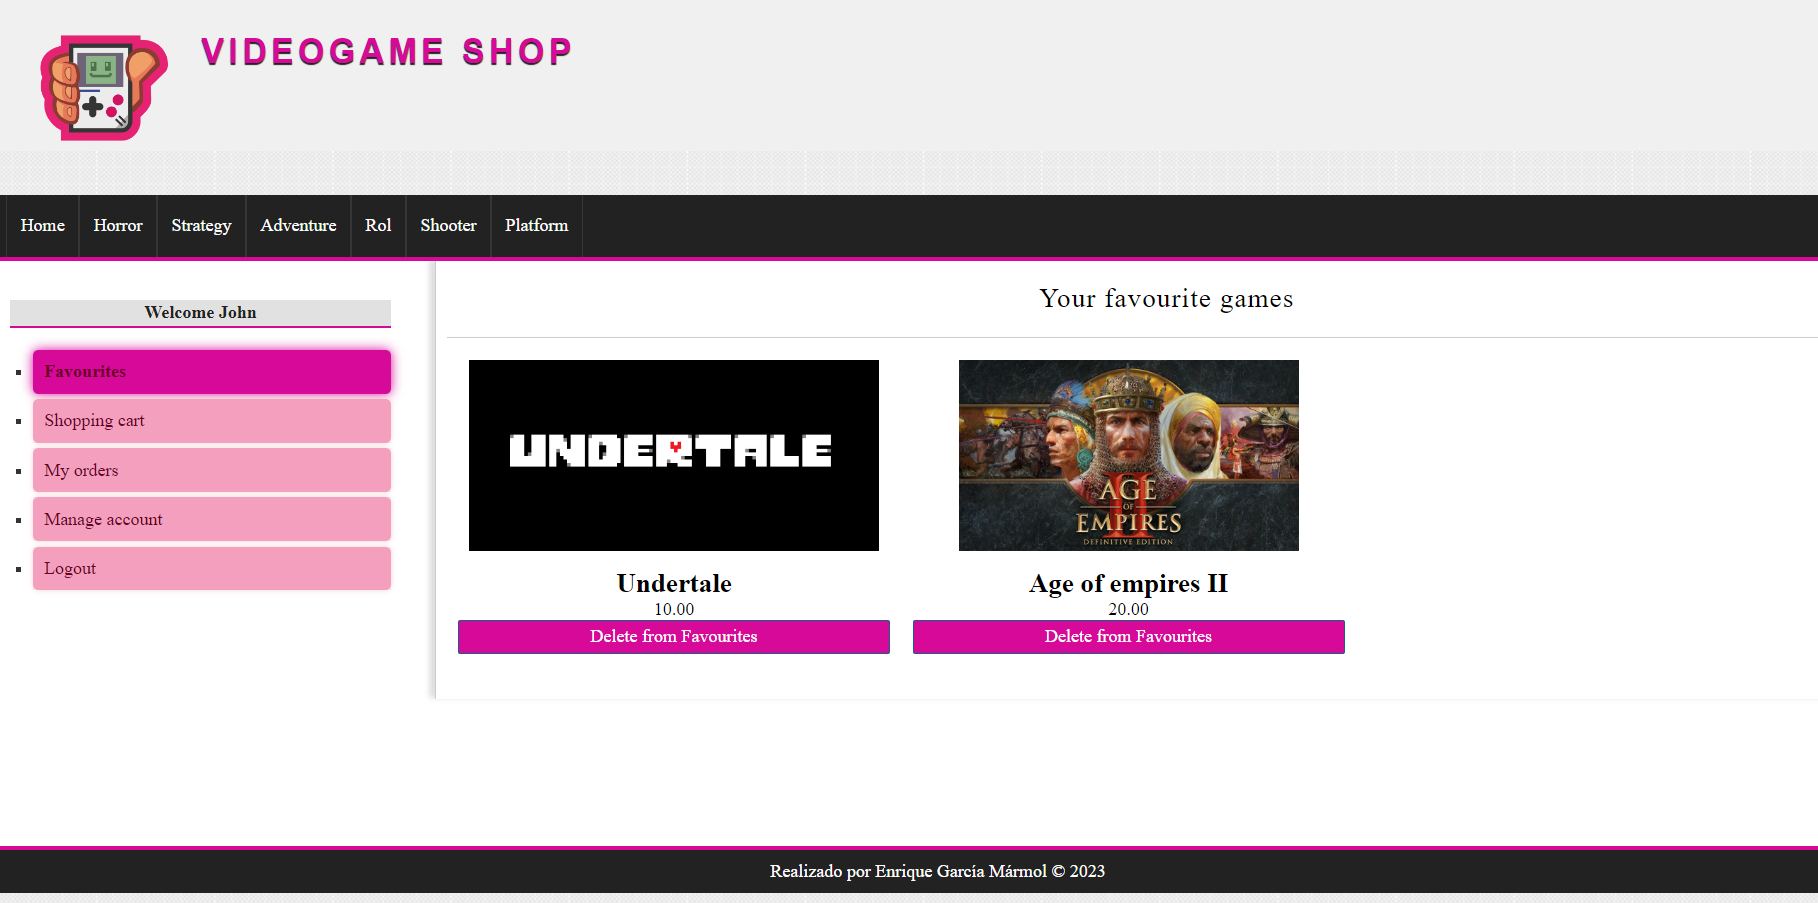 VIDEOGAME SHOP
Home Horror Strategy Adventure Rol Shooter Platform
Welcome John
Favourites
Shopping cart
My orders
Manage account
Logout
Your favourite games
UNDERTALE
Undertale
10.00
Delete from Favourites
AGE
OF
EMPIRES
II
DEFINITIVE EDITION
Age of empires II
20.00
Delete from Favourites
Realizado por Enrique García Mármol © 2023